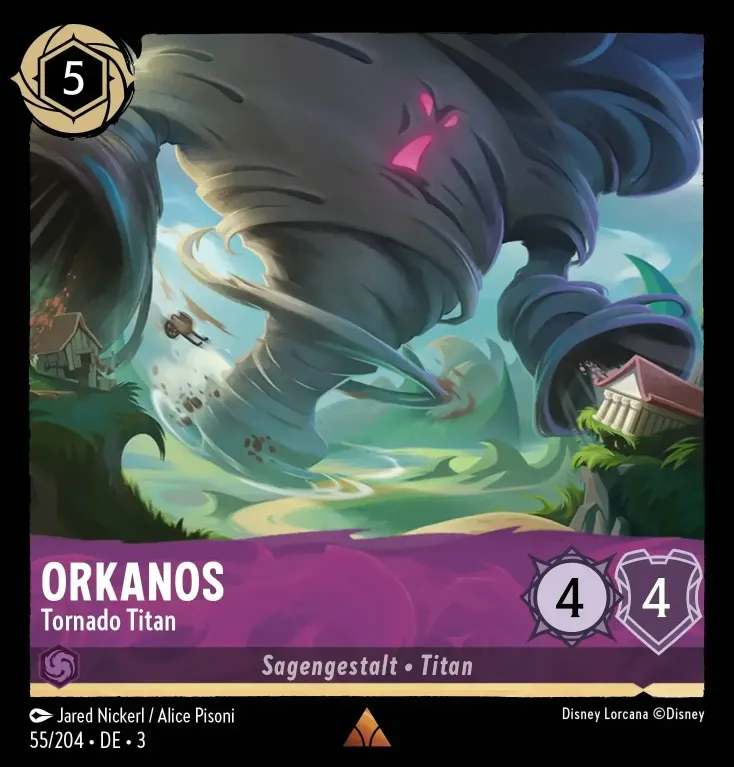 5
ORKANOS
Tornado Titan
4 4
Sagengestalt • Titan
Jared Nickerl / Alice Pisoni
Disney Lorcana ©Disney
55/204 • DE • 3